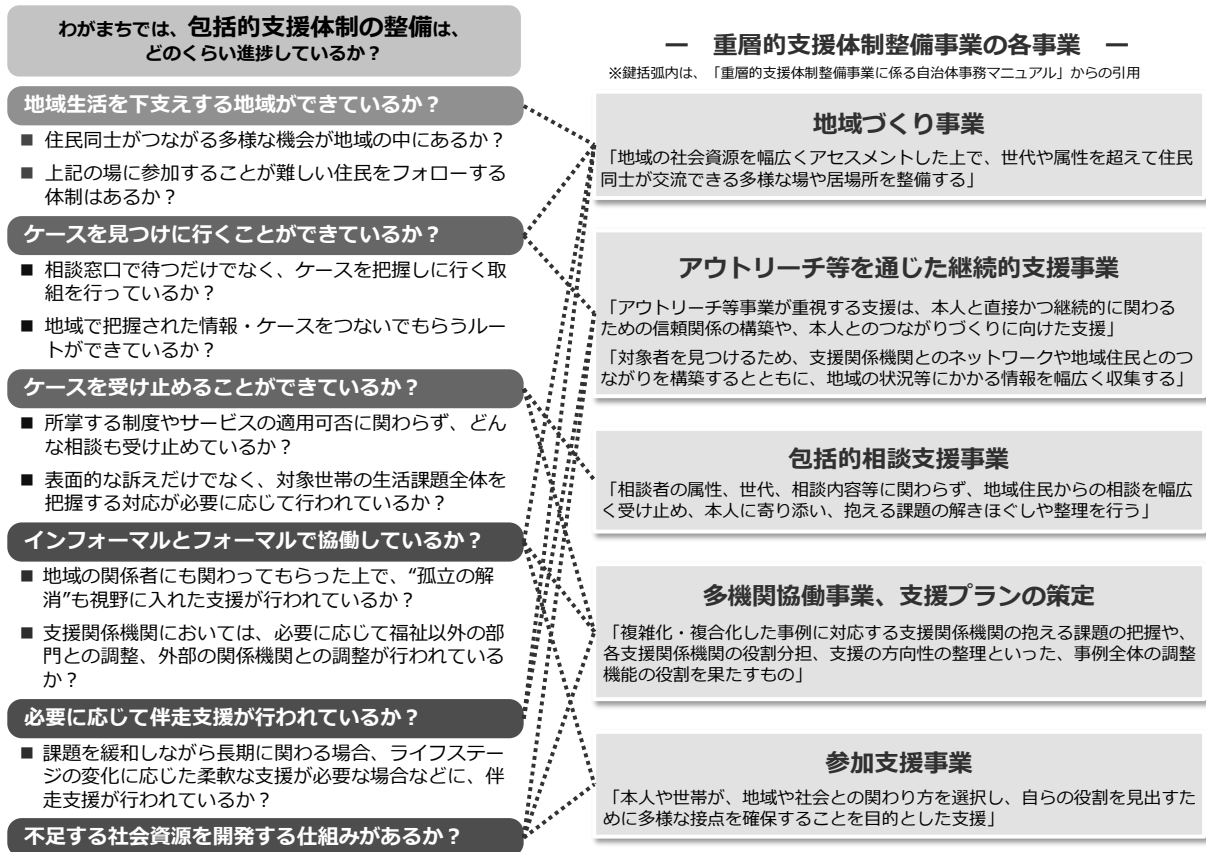 わがまちでは、包括的支援体制の整備は、
どのくらい進捗しているか？
地域生活を下支えする地域ができているか？
■ 住民同士がつながる多様な機会が地域の中にあるか？
■ 上記の場に参加することが難しい住民をフォローする
体制はあるか？
ケースを見つけに行くことができているか？
■ 相談窓口で待つだけでなく、ケースを把握しに行く取
組を行っているか？
■ 地域で把握された情報・ケースをつないでもらうルー
トができているか？
ケースを受け止めることができているか？
■ 所掌する制度やサービスの適用可否に関わらず、どん
な相談も受け止めているか？
■ 表面的な訴えだけでなく、対象世帯の生活課題全体を
把握する対応が必要に応じて行われているか？
インフォーマルとフォーマルで協働しているか？
■ 地域の関係者にも関わってもらった上で、“孤立の解
消”も視野に入れた支援が行われているか？
■ 支援関係機関においては、必要に応じて福祉以外の部
門との調整、外部の関係機関との調整が行われている
か？
必要に応じて伴走支援が行われているか？
■ 課題を緩和しながら長期に関わる場合、ライフステー
ジの変化に応じた柔軟な支援が必要な場合などに、伴
走支援が行われているか？
不足する社会資源を開発する仕組みがあるか？
ー 重層的支援体制整備事業の各事業 ー
※鍵括弧内は、「重層的支援体制整備事業に係る自治体事務マニュアル」からの引用
地域づくり事業
「地域の社会資源を幅広くアセスメントした上で、世代や属性を超えて住民
同士が交流できる多様な場や居場所を整備する」
アウトリーチ等を通じた継続的支援事業
「アウトリーチ等事業が重視する支援は、本人と直接かつ継続的に関わる
ための信頼関係の構築や、本人とのつながりづくりに向けた支援」
「対象者を見つけるため、支援関係機関とのネットワークや地域住民とのつ
ながりを構築するとともに、地域の状況等にかかる情報を幅広く収集する」
包括的相談支援事業
「相談者の属性、世代、相談内容等に関わらず、地域住民からの相談を幅広
く受け止め、本人に寄り添い、抱える課題の解きほぐしや整理を行う」
多機関協働事業、支援プランの策定
「複雑化・複合化した事例に対応する支援関係機関の抱える課題の把握や、
各支援関係機関の役割分担、支援の方向性の整理といった、事例全体の調整
機能の役割を果たすもの」
参加支援事業
「本人や世帯が、地域や社会との関わり方を選択し、自らの役割を見出すた
めに多様な接点を確保することを目的とした支援」